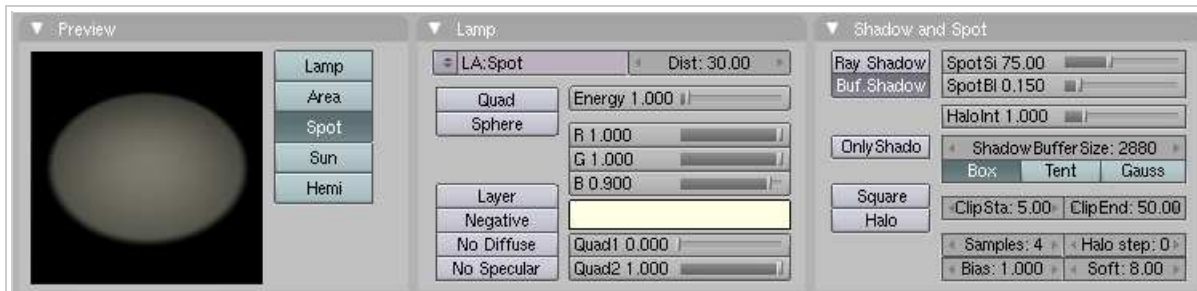 Preview
Lamp
Area
Spot
Sun
Hemi
Lamp
LA:Spot Dist: 30.00
Quad
Sphere
Energy 1.000
R 1.000
G 1.000
B 0.900
Layer
Negative
No Diffuse
No Specular
Quad1 0.000
Quad2 1.000
Shadow and Spot
Ray Shadow
Buf.Shadow
SpotSi 75.00
SpotBl 0.150
HaloInt 1.000
OnlyShado
ShadowBufferSize: 2880
Box Tent Gauss
Square
Halo
ClipSta: 5.00 ClipEnd: 50.00
Samples: 4 Halo step: 0
Bias: 1.000 Soft: 8.00